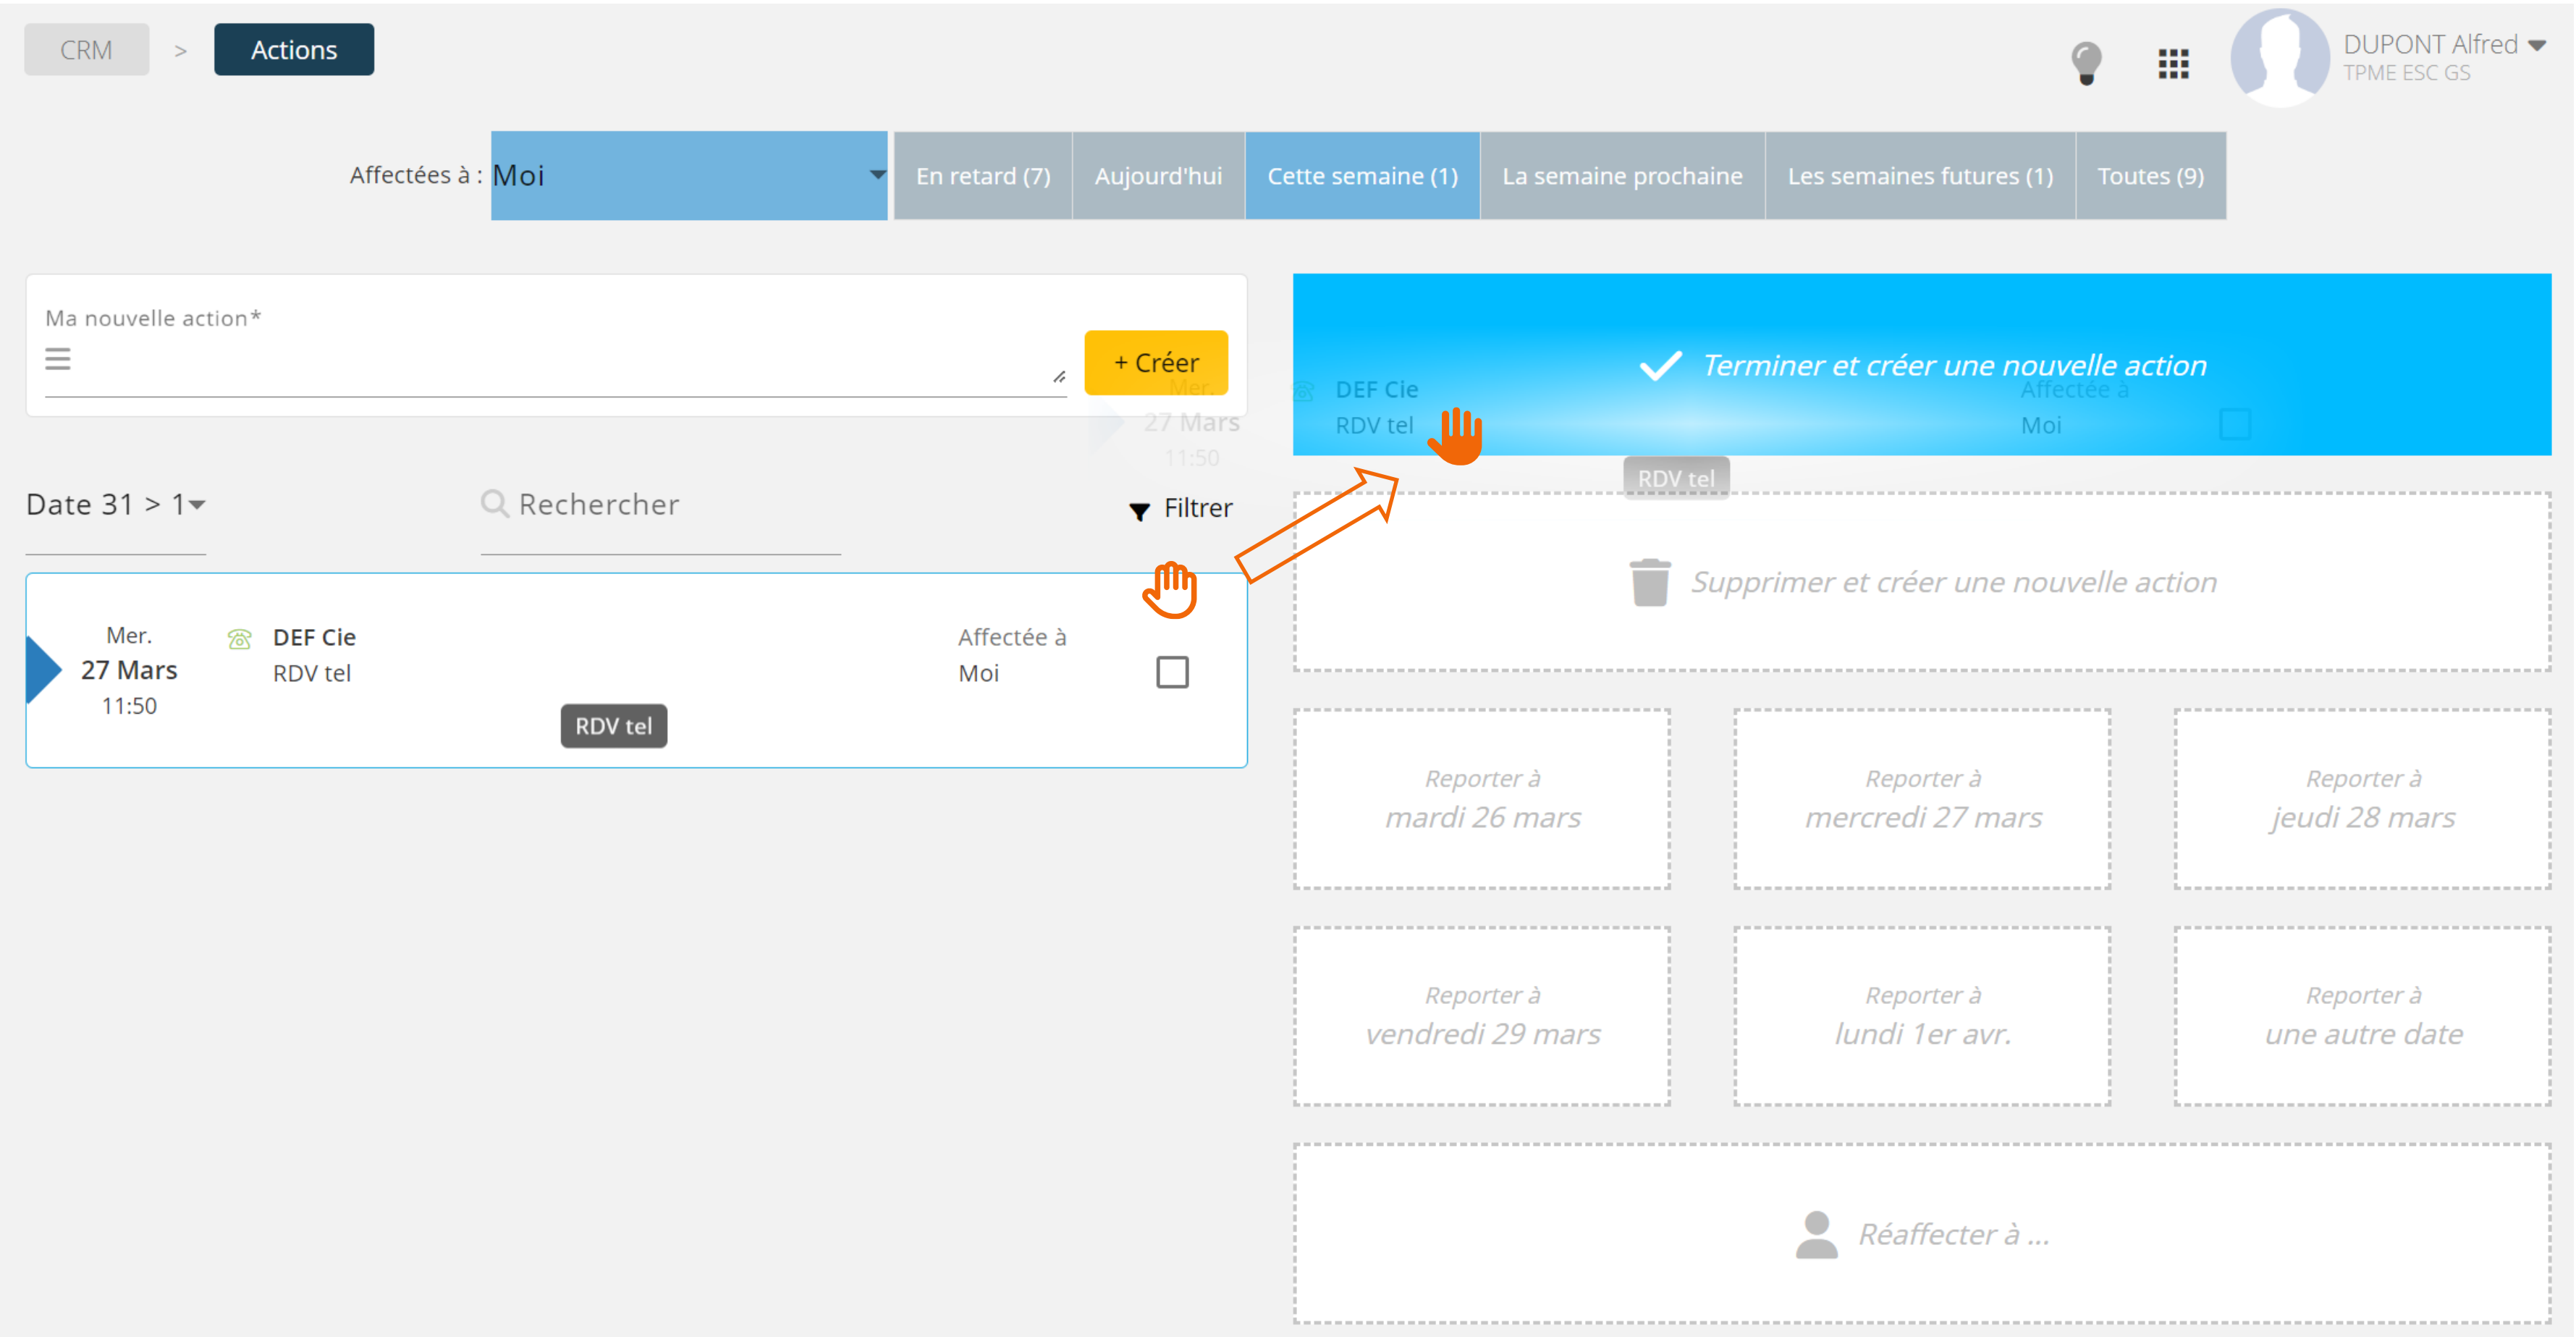 CRM > Actions
DUPONT Alfred
TPME ESC GS
Affectées à : Moi
En retard (7)
Aujourd'hui
Cette semaine (1)
La semaine prochaine
Les semaines futures (1)
Toutes (9)
Ma nouvelle action*
+ Créer
Mer.
27 Mars
11:50
DEF Cie
RDV tel
Affectée à
Moi
RDV tel
Terminer et créer une nouvelle action
Date 31 > 1
Rechercher
Filtrer
Mer.
27 Mars
11:50
DEF Cie
RDV tel
Affectée à
Moi
RDV tel
Supprimer et créer une nouvelle action
Reporter à
mardi 26 mars
Reporter à
mercredi 27 mars
Reporter à
jeudi 28 mars
Reporter à
vendredi 29 mars
Reporter à
lundi 1er avr.
Reporter à
une autre date
Réaffecter à ...